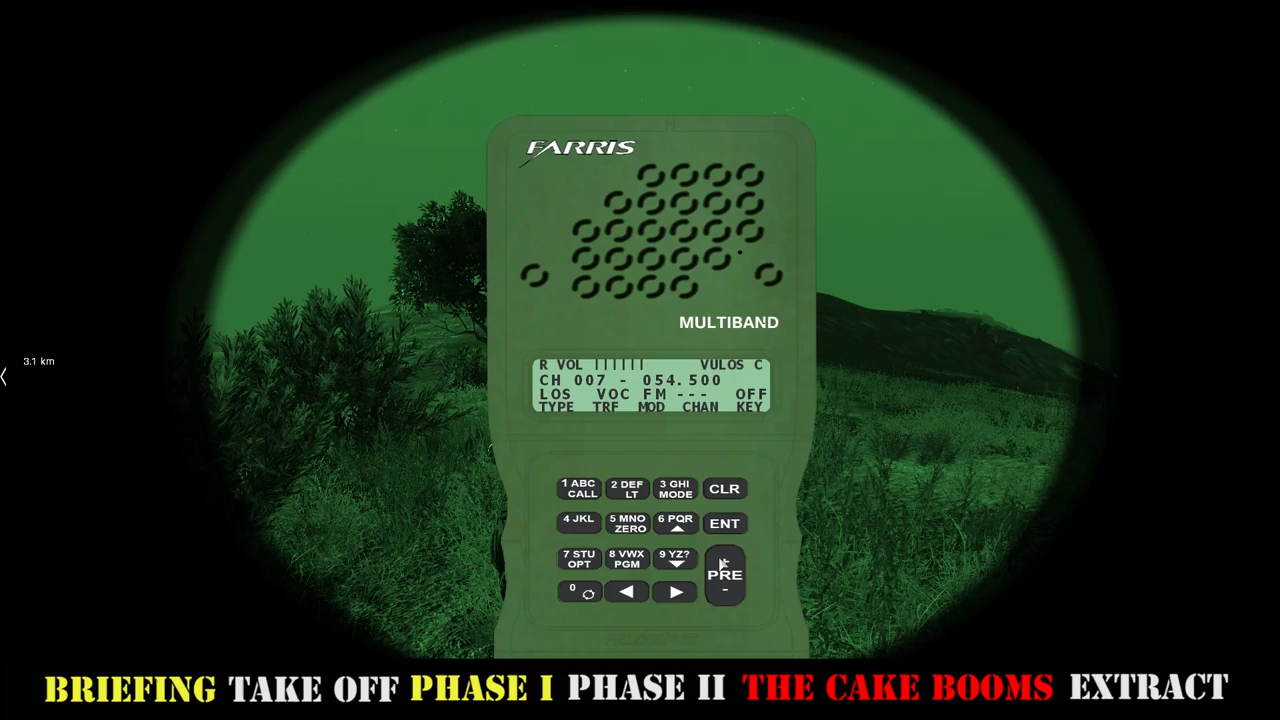 FARRIS
MULTIBAND
3.1 km
R VOL ||||||| VULOS C
CH 007 - 054.500
LOS VOC FM --- OFF
TYPE TRF MOD CHAN KEY
1 ABC CALL 2 DEF LT 3 GHI MODE CLR
4 JKL 5 MNO ZERO 6 PQR ENT
7 STU OPT 8 VWX PGM 9 YZ? + PRE -
0
BRIEFING TAKE OFF PHASE I PHASE II THE CAKE BOOMS EXTRACT